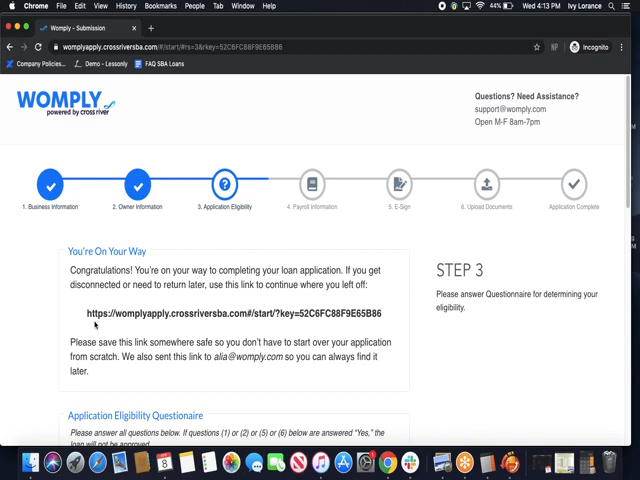 Chrome File Edit View History Bookmarks People Tab Window Help 44% Wed 4:13 PM Ivy Lorance
Womply - Submission
womplyapply.crossriversba.com/#/start/#rs=3&rkey=52C6FC88F9E65B86
Incognito
Company Policies... Demo - Lessonly FAQ SBA Loans
WOMPLY
powered by cross river
Questions? Need Assistance?
support@womply.com
Open M-F 8am-7pm
1. Business Information 2. Owner Information 3. Application Eligibility 4. Payroll Information 5. E-Sign 6. Upload Documents Application Complete
You're On Your Way
Congratulations! You're on your way to completing your loan application. If you get
disconnected or need to return later, use this link to continue where you left off:
https://womplyapply.crossriversba.com#/start/?key=52C6FC88F9E65B86
Please save this link somewhere safe so you don't have to start over your application
from scratch. We also sent this link to alia@womply.com so you can always find it
later.
STEP 3
Please answer Questionnaire for determining your
eligibility.
Application Eligibility Questionaire
Please answer all questions below. If questions (1) or (2) or (5) or (6) below are answered "Yes," the
loan will not be approved.